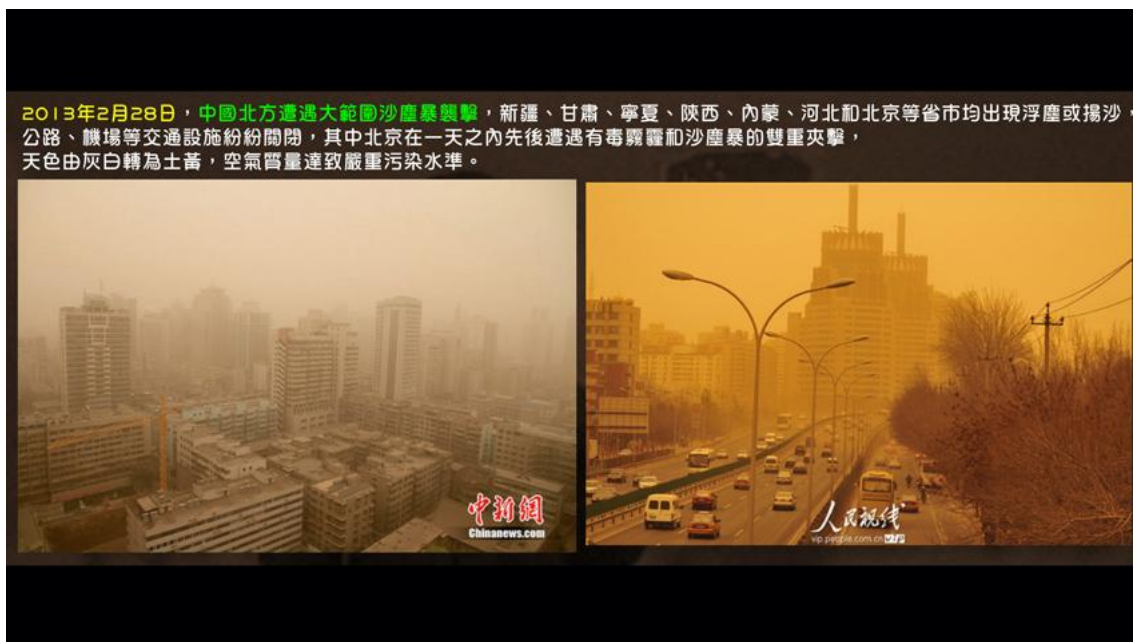 2013年2月28日，中國北方遭遇大範圍沙塵暴襲擊，新疆、甘肅、寧夏、陝西、內蒙、河北和北京等省市均出現浮塵或揚沙，
公路、機場等交通設施紛紛關閉，其中北京在一天之內先後遭遇有毒霧霾和沙塵暴的雙重夾擊，
天色由灰白轉為土黃，空氣質量達致嚴重污染水準。
中新網
Chinanews.com
人民视线
vip.people.com.cn vip